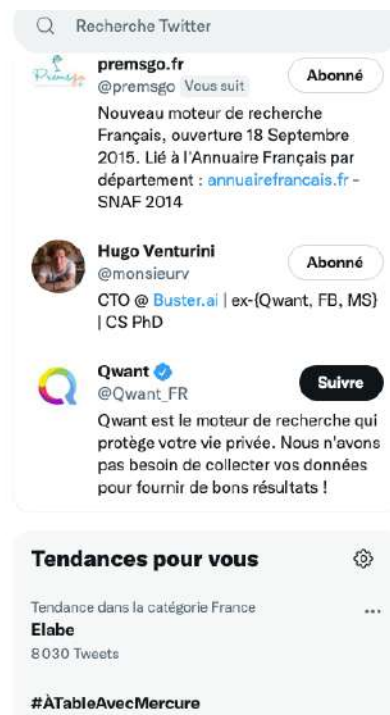 Recherche Twitter
Premsgo
premsgo.fr
Abonné
@premsgo Vous suit
Nouveau moteur de recherche
Français, ouverture 18 Septembre
2015. Lié à l'Annuaire Français par
département : annuairefrancais.fr -
SNAF 2014
Hugo Venturini
Abonné
@monsieurv
CTO @ Buster.ai | ex-{Qwant, FB, MS}
| CS PhD
Qwant
Suivre
@Qwant_FR
Qwant est le moteur de recherche qui
protège votre vie privée. Nous n'avons
pas besoin de collecter vos données
pour fournir de bons résultats !
Tendances pour vous
Tendance dans la catégorie France
Elabe
8 030 Tweets
#ÀTableAvecMercure